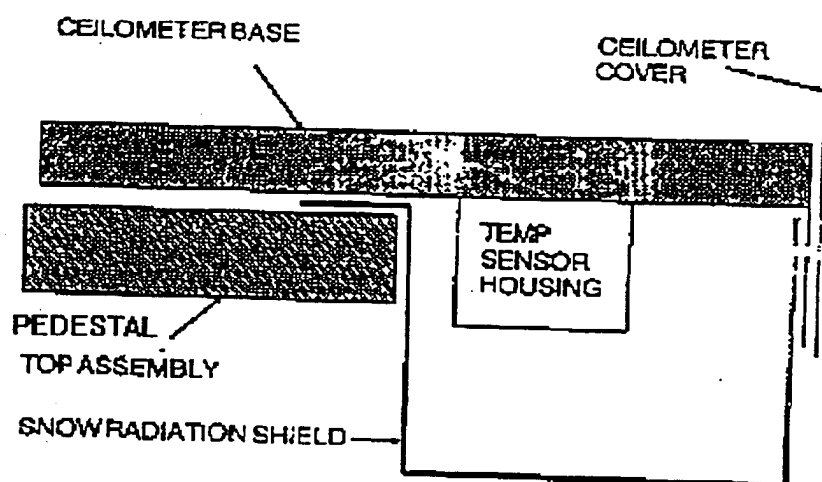 CEILOMETER BASE
CEILOMETER
COVER
TEMP
SENSOR
HOUSING
PEDESTAL
TOP ASSEMBLY
SNOW RADIATION SHIELD